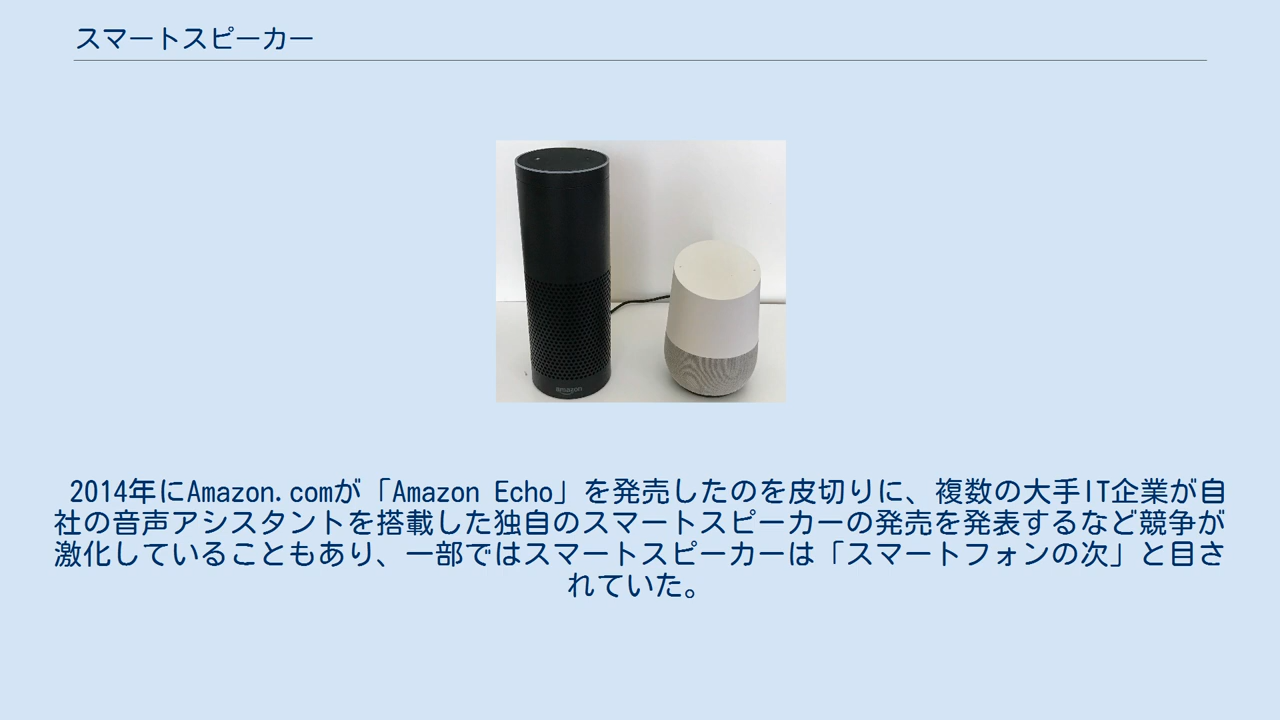 スマートスピーカー
amazon
2014年にAmazon.comが「Amazon Echo」を発売したのを皮切りに、複数の大手IT企業が自
社の音声アシスタントを搭載した独自のスマートスピーカーの発売を発表するなど競争が
激化していることもあり、一部ではスマートスピーカーは「スマートフォンの次」と目さ
れていた。